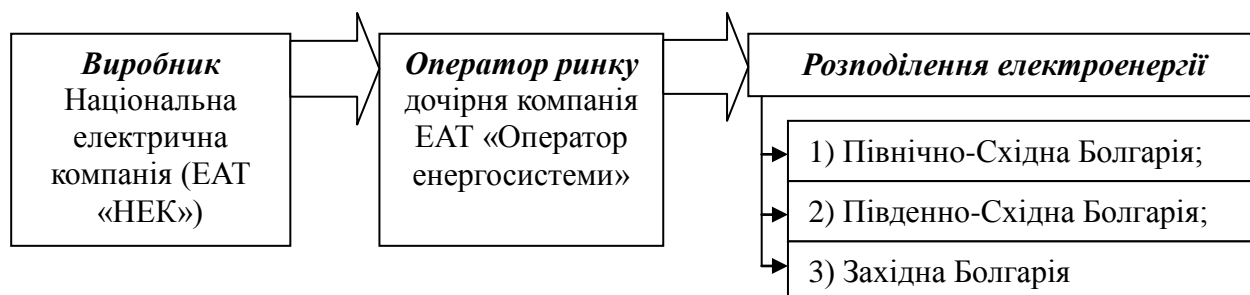 Виробник
Національна
електрична
компанія (ЕАТ
«НЕК»)
Оператор ринку
дочірня компанія
ЕАТ «Оператор
енергосистеми»
Розподілення електроенергії
1) Північно-Східна Болгарія;
2) Південно-Східна Болгарія;
3) Західна Болгарія